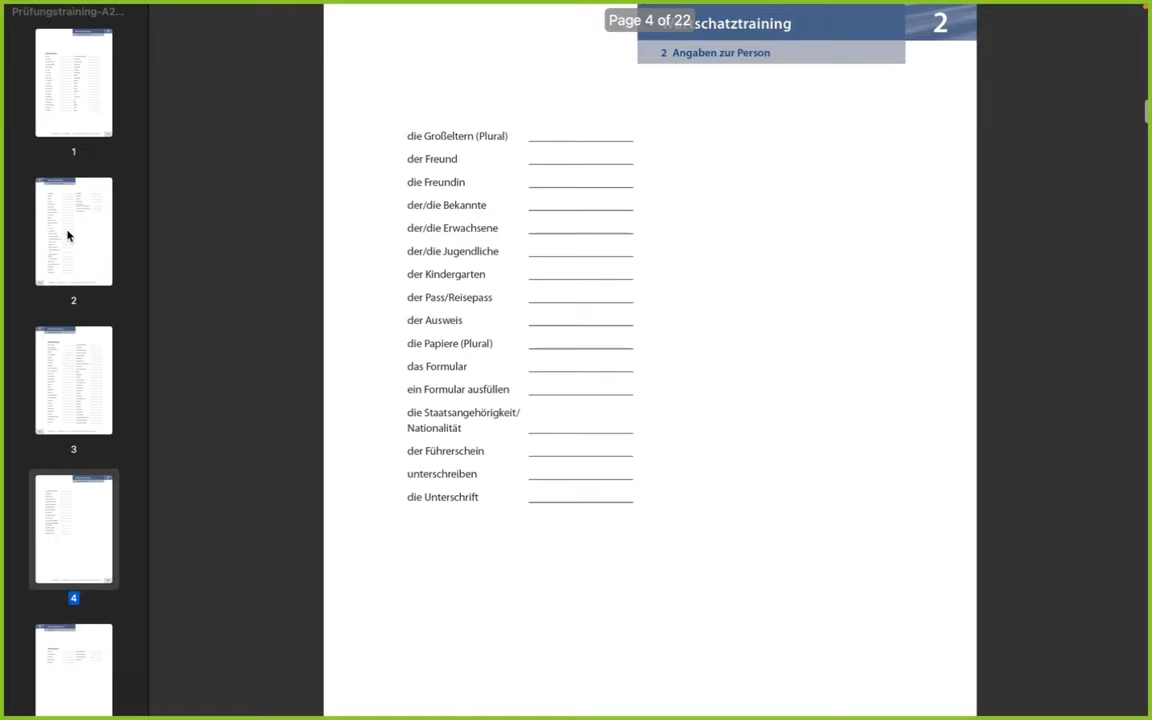 Prüfungstraining-A2...
Page 4 of 22
schatztraining
2
2 Angaben zur Person
die Großeltern (Plural)
der Freund
die Freundin
der/die Bekannte
der/die Erwachsene
der/die Jugendliche
der Kindergarten
der Pass/Reisepass
der Ausweis
die Papiere (Plural)
das Formular
ein Formular ausfüllen
die Staatsangehörigkeit/
Nationalität
der Führerschein
unterschreiben
die Unterschrift
1
2
3
4